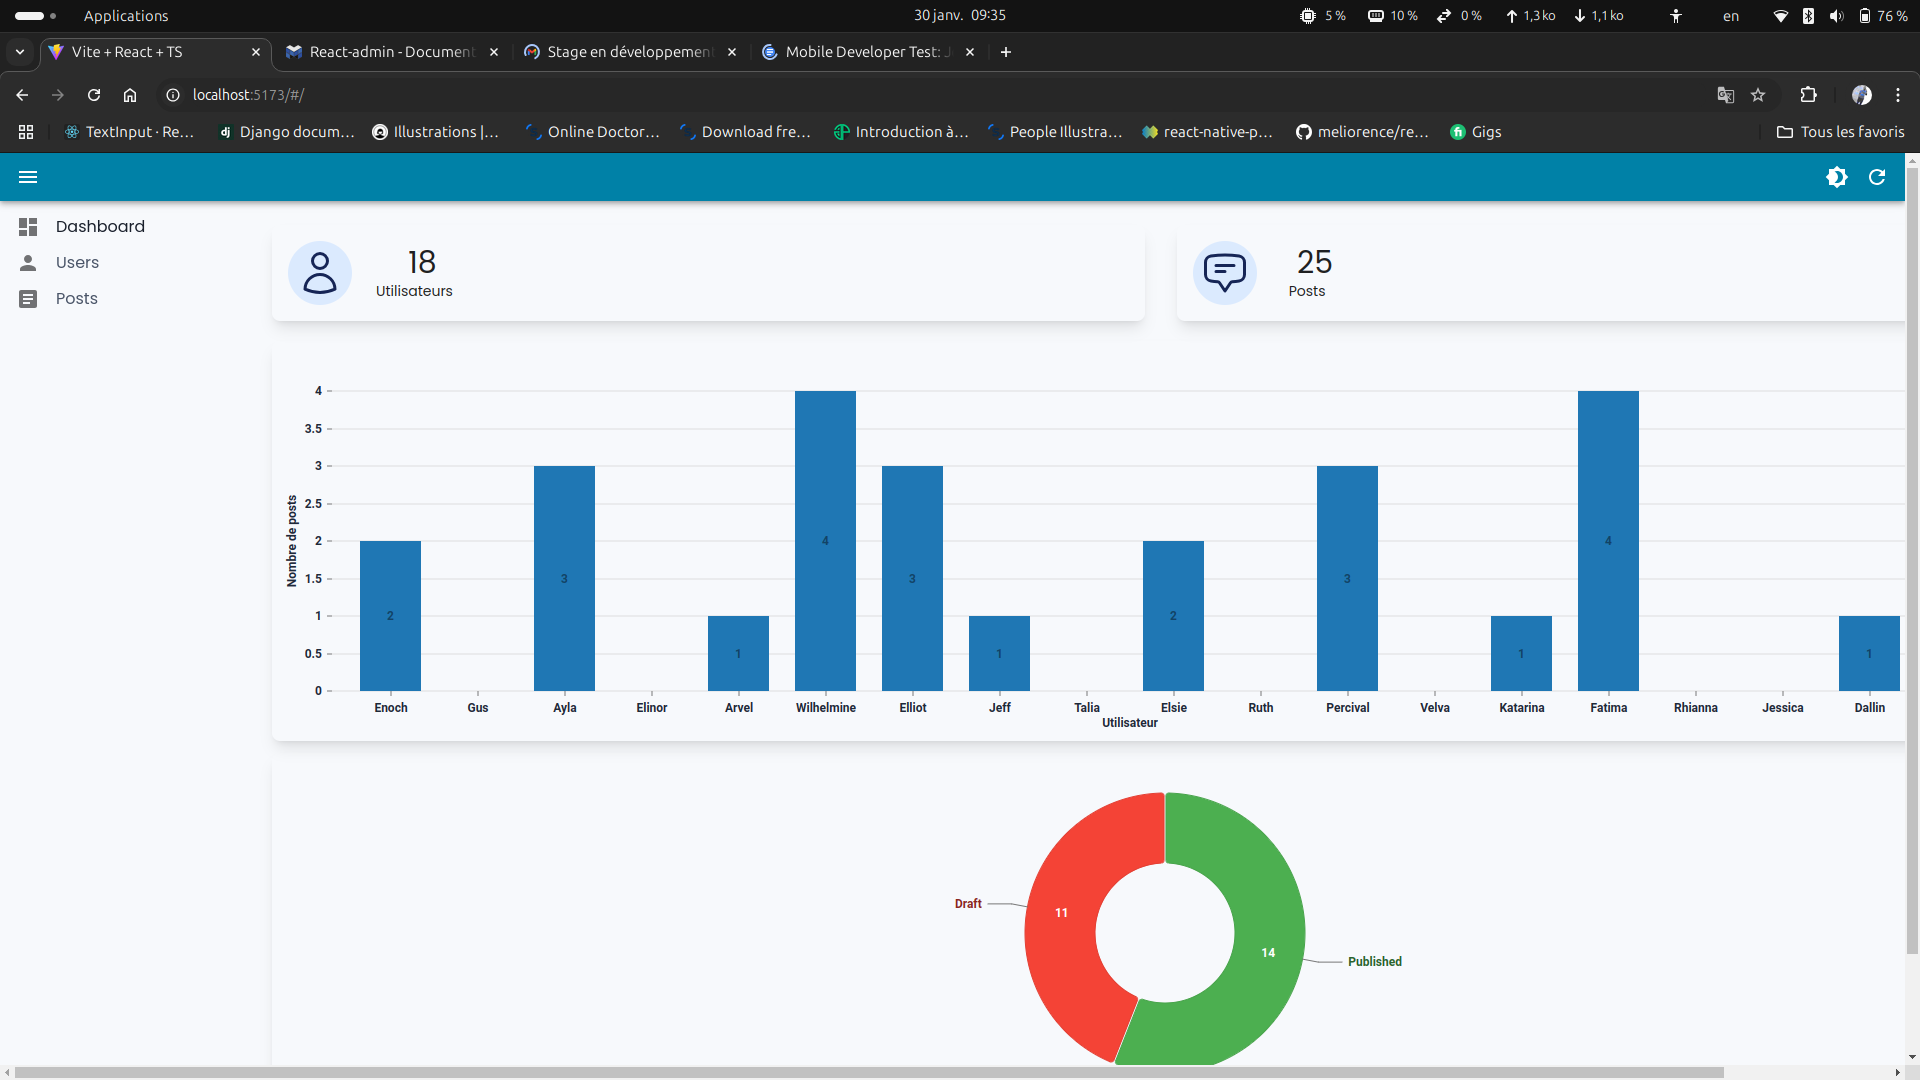 Applications 30 janv. 09:35 5 % 10 % 0 % 1,3 ko 1,1 ko en 76 %
Vite + React + TS React-admin - Document Stage en développemen Mobile Developer Test: J
localhost:5173/#/
TextInput · Re... Django docum... Illustrations |... Online Doctor... Download fre... Introduction à... People Illustra... react-native-p... meliorence/re... Gigs Tous les favoris
Dashboard
Users
Posts
18
Utilisateurs
25
Posts
Nombre de posts
4
3.5
3
2.5
2
1.5
1
0.5
0
2 3 1 4 3 1 2 3 1 4 1
Enoch Gus Ayla Elinor Arvel Wilhelmine Elliot Jeff Talia Elsie Ruth Percival Velva Katarina Fatima Rhianna Jessica Dallin
Utilisateur
Draft 11
14 Published